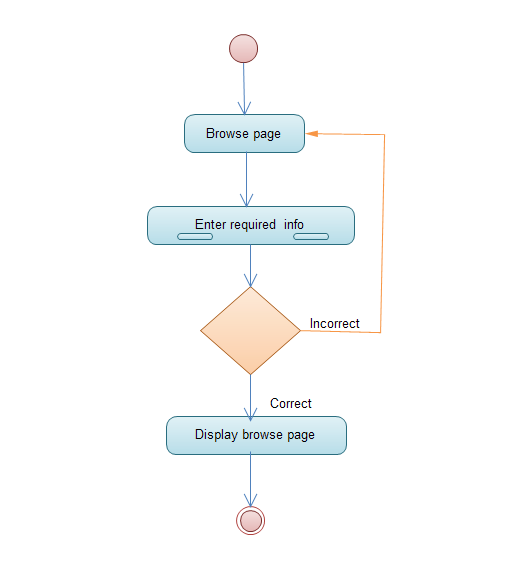 Browse page
Enter required  info
Incorrect
Correct
Display browse page